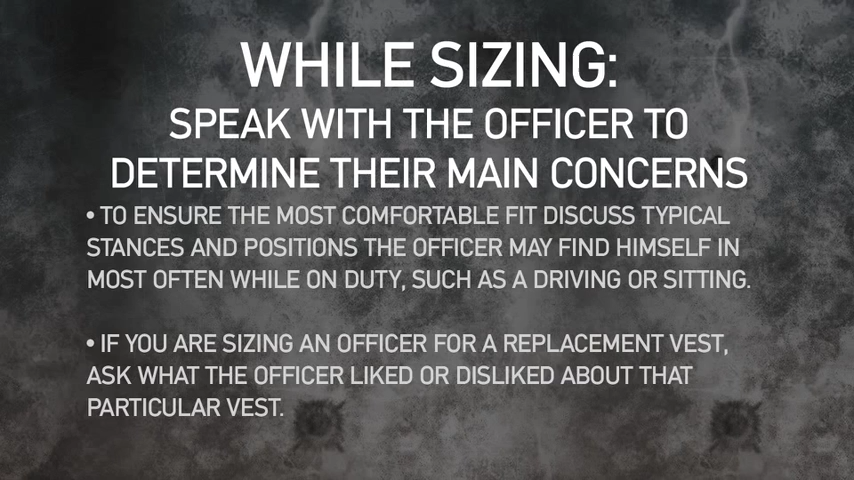 WHILE SIZING:
SPEAK WITH THE OFFICER TO
DETERMINE THEIR MAIN CONCERNS
• TO ENSURE THE MOST COMFORTABLE FIT DISCUSS TYPICAL
STANCES AND POSITIONS THE OFFICER MAY FIND HIMSELF IN
MOST OFTEN WHILE ON DUTY, SUCH AS A DRIVING OR SITTING.
• IF YOU ARE SIZING AN OFFICER FOR A REPLACEMENT VEST,
ASK WHAT THE OFFICER LIKED OR DISLIKED ABOUT THAT
PARTICULAR VEST.